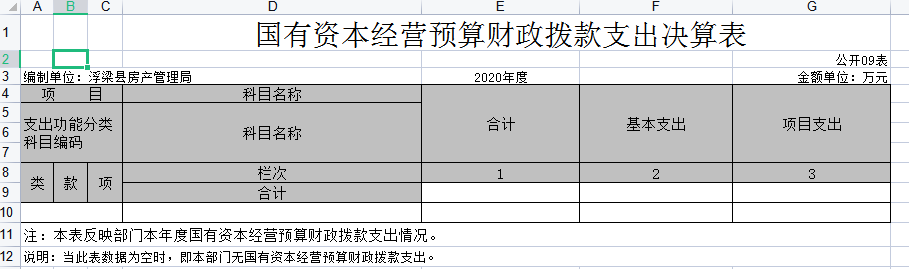 A B C D E F G
1 国有资本经营预算财政拨款支出决算表
2 公开09表
3 编制单位：浮梁县房产管理局 2020年度 金额单位：万元
4 项 目 科目名称
5 支出功能分类 科目名称 合计 基本支出 项目支出
6 科目编码
7
8 类 款 项 栏次 1 2 3
9 合计
10
11 注：本表反映部门本年度国有资本经营预算财政拨款支出情况。
12 说明：当此表数据为空时，即本部门无国有资本经营预算财政拨款支出。